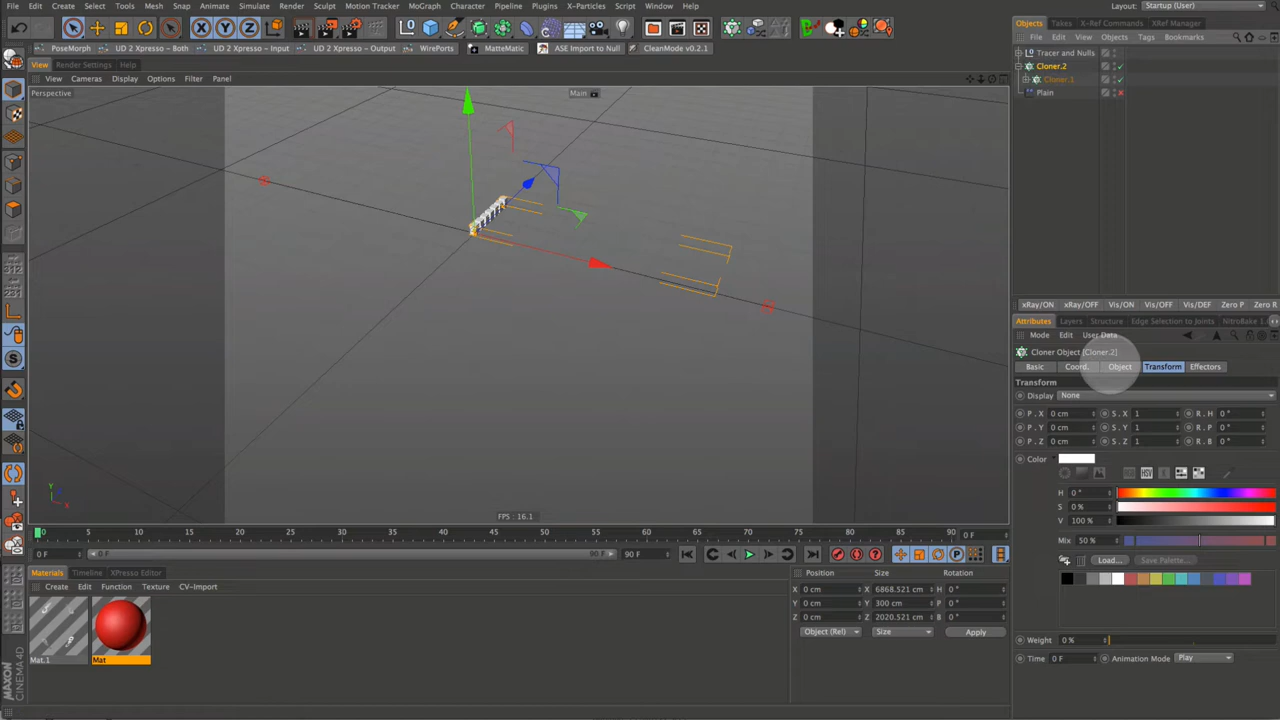 File Edit Create Select Tools Mesh Snap Animate Simulate Render Sculpt Motion Tracker MoGraph Character Pipeline Plugins X-Particles Script Window Help
Layout: Startup (User)
Objects Takes X-Ref Commands XRef Manager
PoseMorph UD 2 Xpresso – Both UD 2 Xpresso – Input UD 2 Xpresso – Output WirePorts MatteMatic ASE Import to Null CleanMode v0.2.1
File Edit View Objects Tags Bookmarks
View Render Settings Help
Tracer and Nulls
View Cameras Display Options Filter Panel
Cloner.2
Cloner.1
Plain
Perspective
Main
xRay/ON xRay/OFF Vis/ON Vis/OFF Vis/DEF Zero P Zero R
Attributes Layers Structure Edge Selection to Joints NitroBake 1.
Mode Edit User Data
Cloner Object [Cloner.2]
Basic Coord. Object Transform Effectors
Transform
Display None
P . X 0 cm S . X 1 R . H 0 °
P . Y 0 cm S . Y 1 R . P 0 °
P . Z 0 cm S . Z 1 R . B 0 °
Color
HSV
H 0 °
S 0 %
V 100 %
Mix 50 %
Load... Save Palette...
Weight 0 %
Time 0 F Animation Mode Play
Y
X
FPS : 16.1
0 5 10 15 20 25 30 35 40 45 50 55 60 65 70 75 80 85 90 0 F
0 F 0 F 90 F 90 F
Materials Timeline XPresso Editor
Create Edit Function Texture CV-Import
Mat.1 Mat
Position Size Rotation
X 0 cm X 6868.521 cm H 0 °
Y 0 cm Y 300 cm P 0 °
Z 0 cm Z 2020.521 cm B 0 °
Object (Rel) Size Apply
MAXON
CINEMA 4D